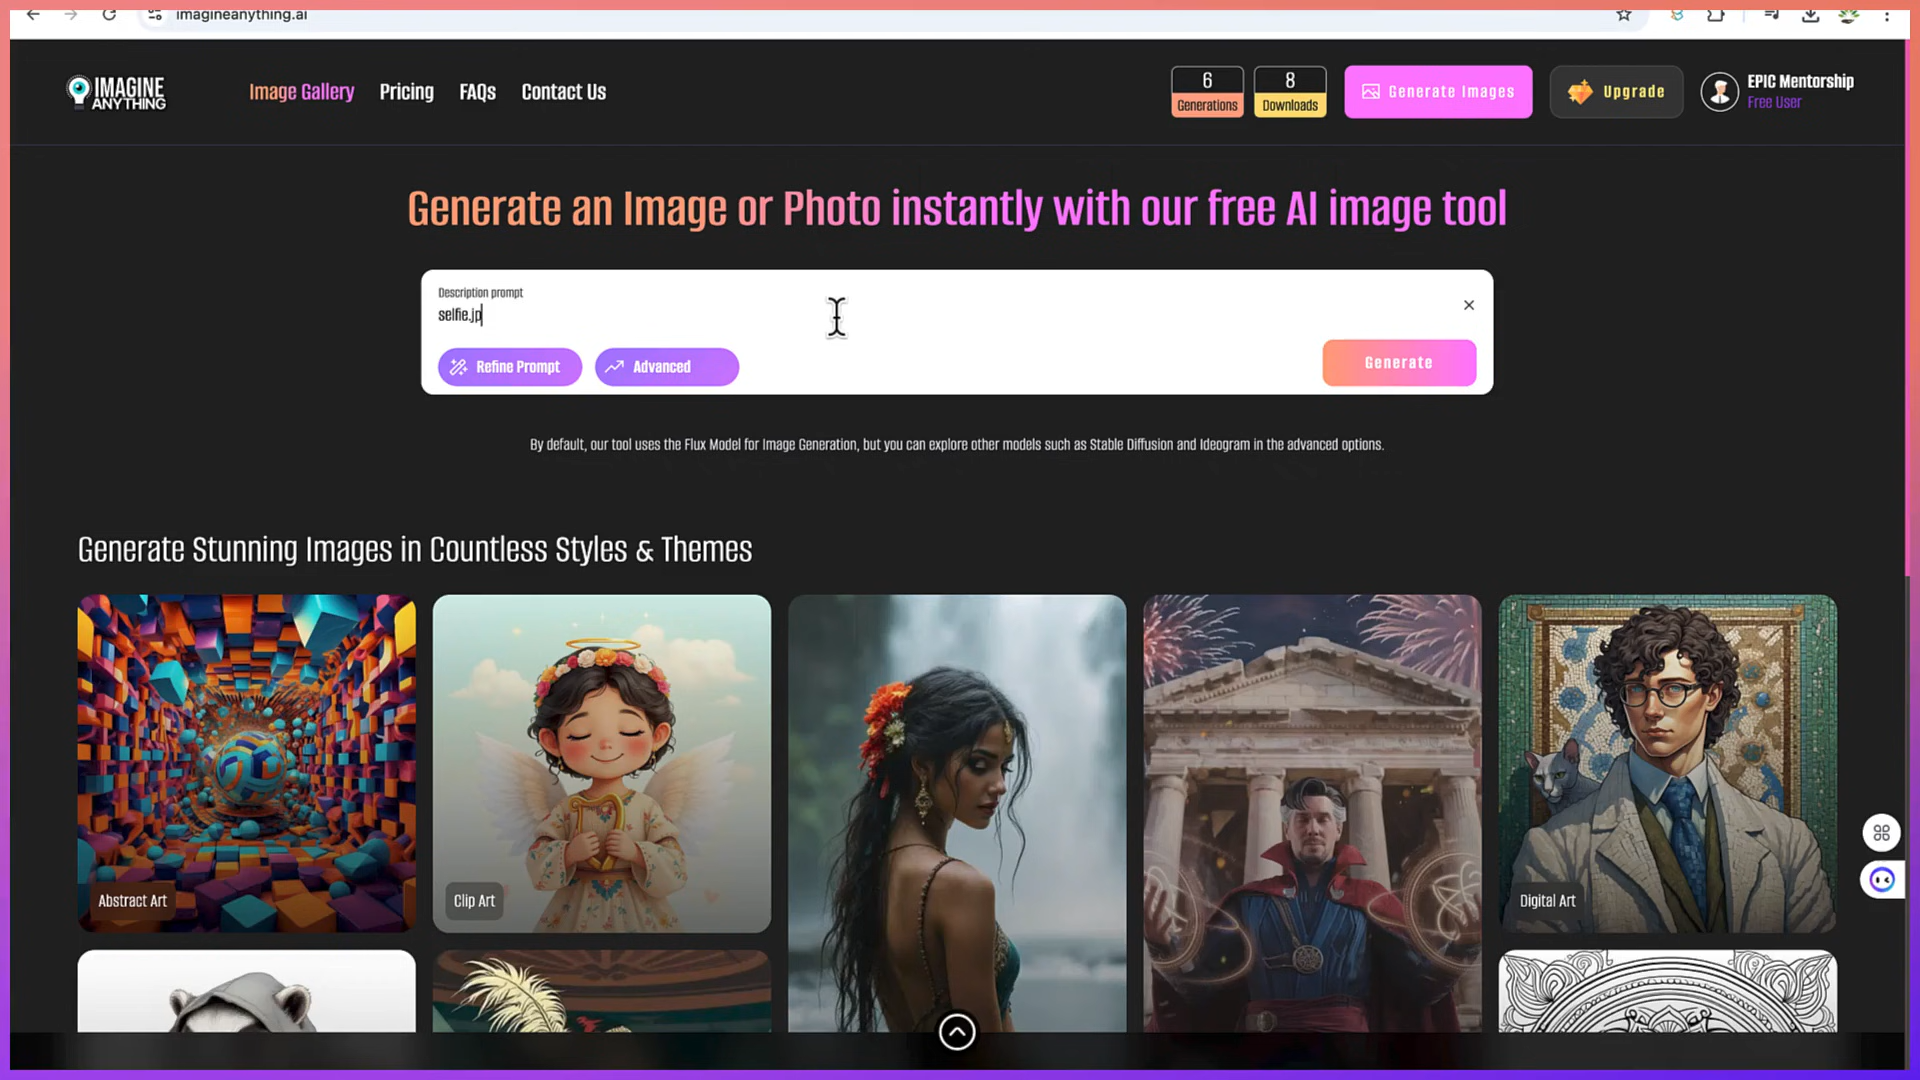 imagineanything.ai
IMAGINE
ANYTHING
Image Gallery
Pricing
FAQs
Contact Us
6
Generations
8
Downloads
Generate Images
Upgrade
EPIC Mentorship
Free User
Generate an Image or Photo instantly with our free AI image tool
Description prompt
selfie.jp
Refine Prompt
Advanced
Generate
By default, our tool uses the Flux Model for Image Generation, but you can explore other models such as Stable Diffusion and Ideogram in the advanced options.
Generate Stunning Images in Countless Styles & Themes
Abstract Art
Clip Art
Digital Art